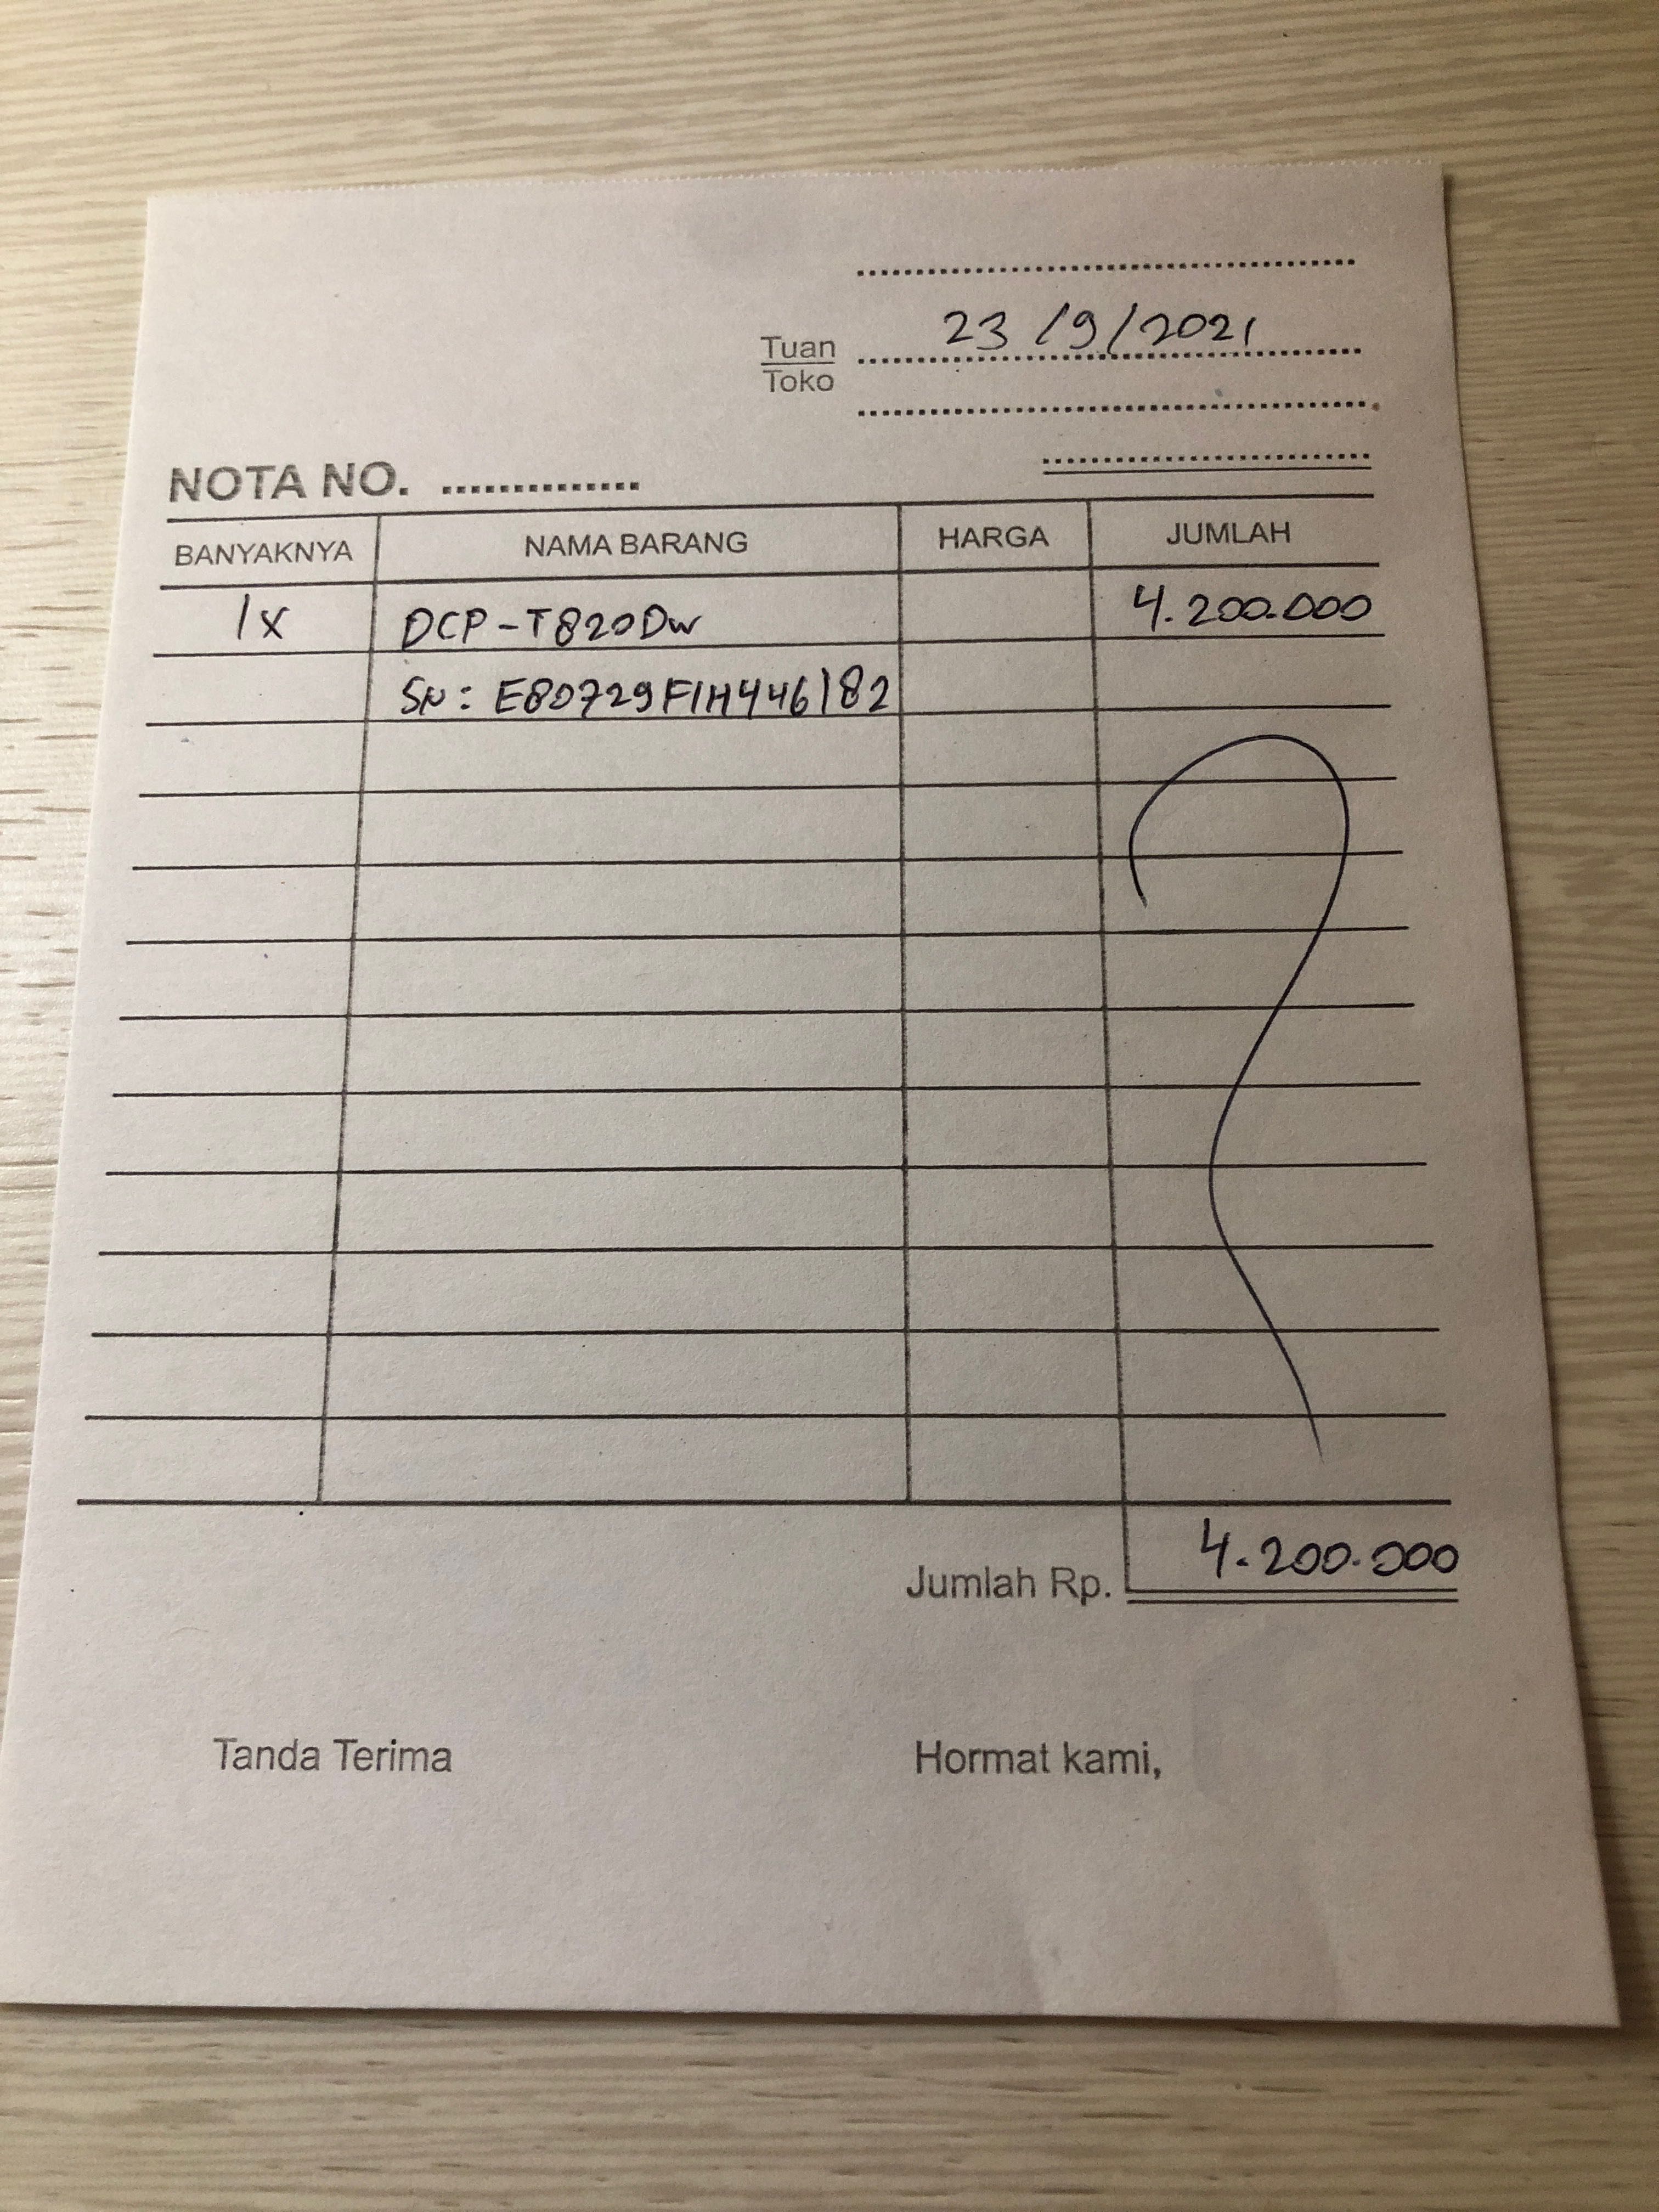 23/9/2021
Tuan
Toko
NOTA NO. ..............
BANYAKNYA NAMA BARANG HARGA JUMLAH
1x DCP-T820DW 4.200.000
SN: E80729F1H446182
Jumlah Rp. 4.200.000
Tanda Terima Hormat kami,